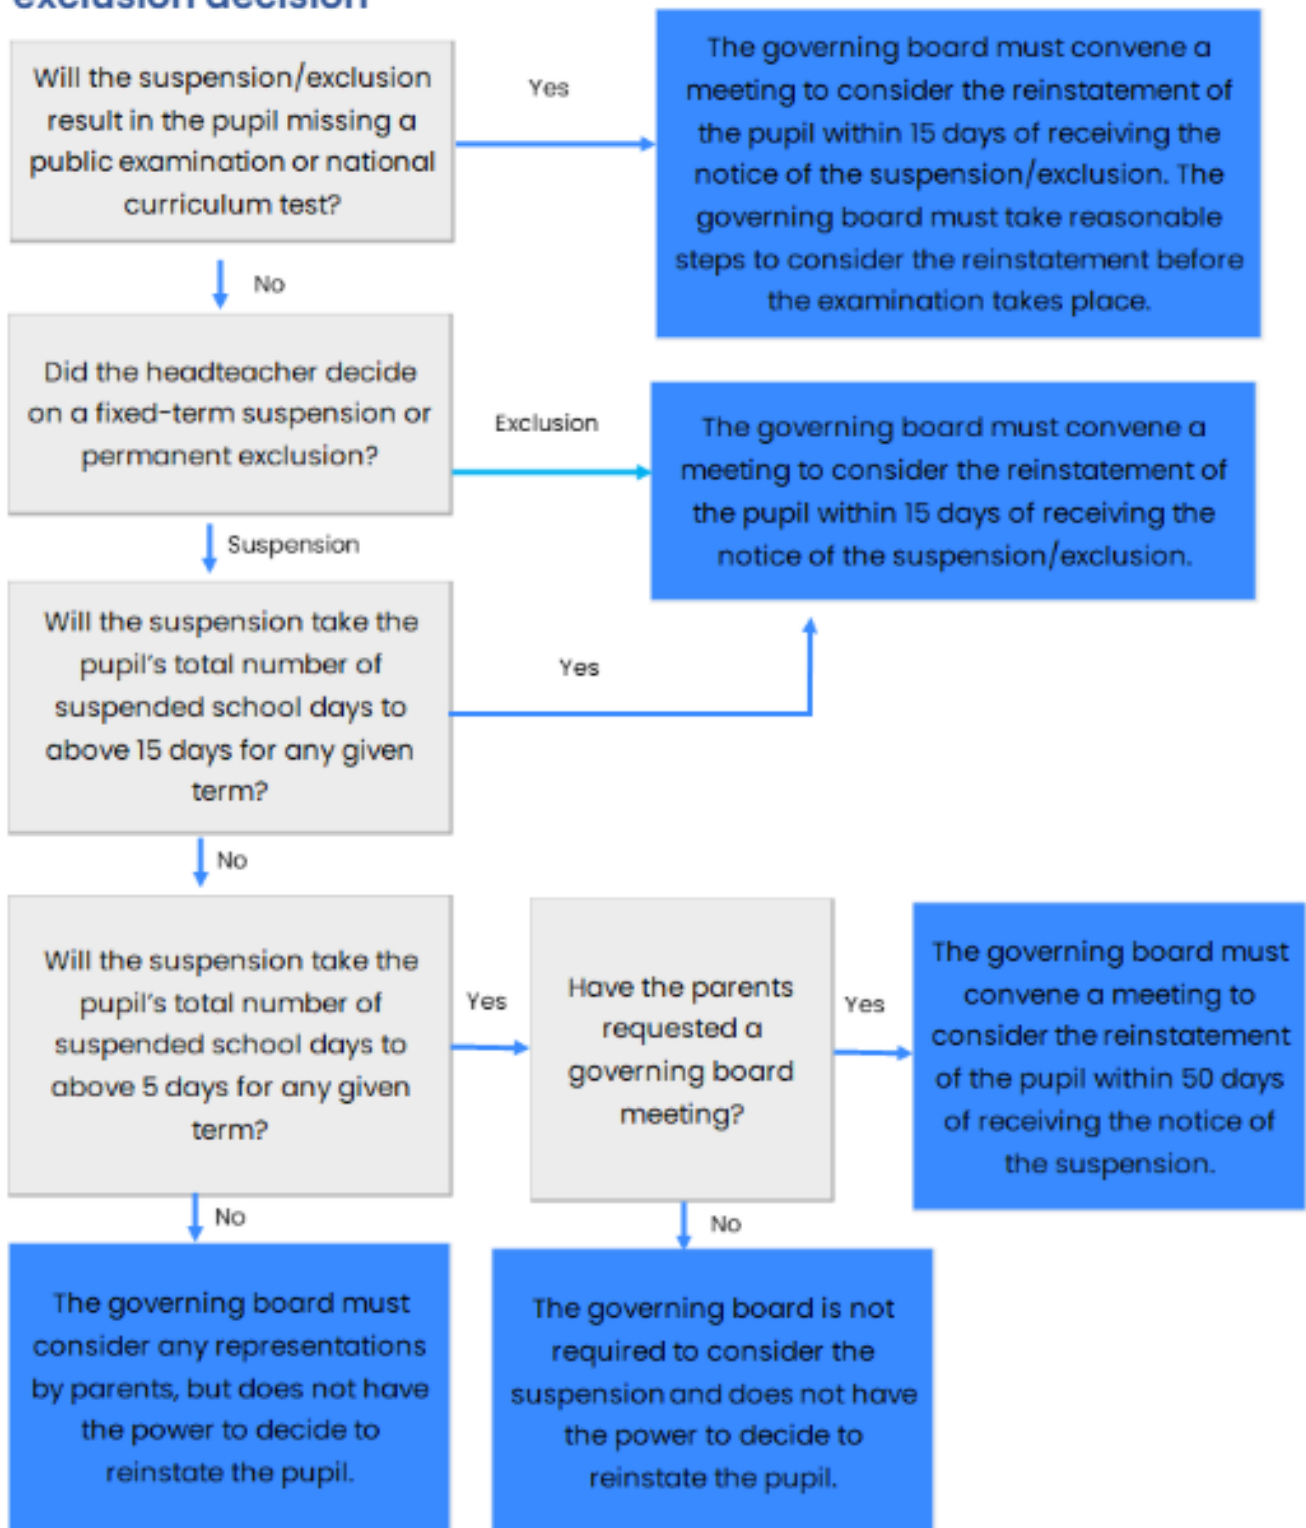 exclusion decision
Will the suspension/exclusion
result in the pupil missing a
public examination or national
curriculum test?
Yes
The governing board must convene a
meeting to consider the reinstatement of
the pupil within 15 days of receiving the
notice of the suspension/exclusion. The
governing board must take reasonable
steps to consider the reinstatement before
the examination takes place.
No
Did the headteacher decide
on a fixed-term suspension or
permanent exclusion?
Exclusion
The governing board must convene a
meeting to consider the reinstatement of
the pupil within 15 days of receiving the
notice of the suspension/exclusion.
Suspension
Will the suspension take the
pupil's total number of
suspended school days to
above 15 days for any given
term?
Yes
No
Will the suspension take the
pupil's total number of
suspended school days to
above 5 days for any given
term?
Yes
Have the parents
requested a
governing board
meeting?
Yes
The governing board must
convene a meeting to
consider the reinstatement
of the pupil within 50 days
of receiving the notice of
the suspension.
No
The governing board must
consider any representations
by parents, but does not have
the power to decide to
reinstate the pupil.
No
The governing board is not
required to consider the
suspension and does not have
the power to decide to
reinstate the pupil.